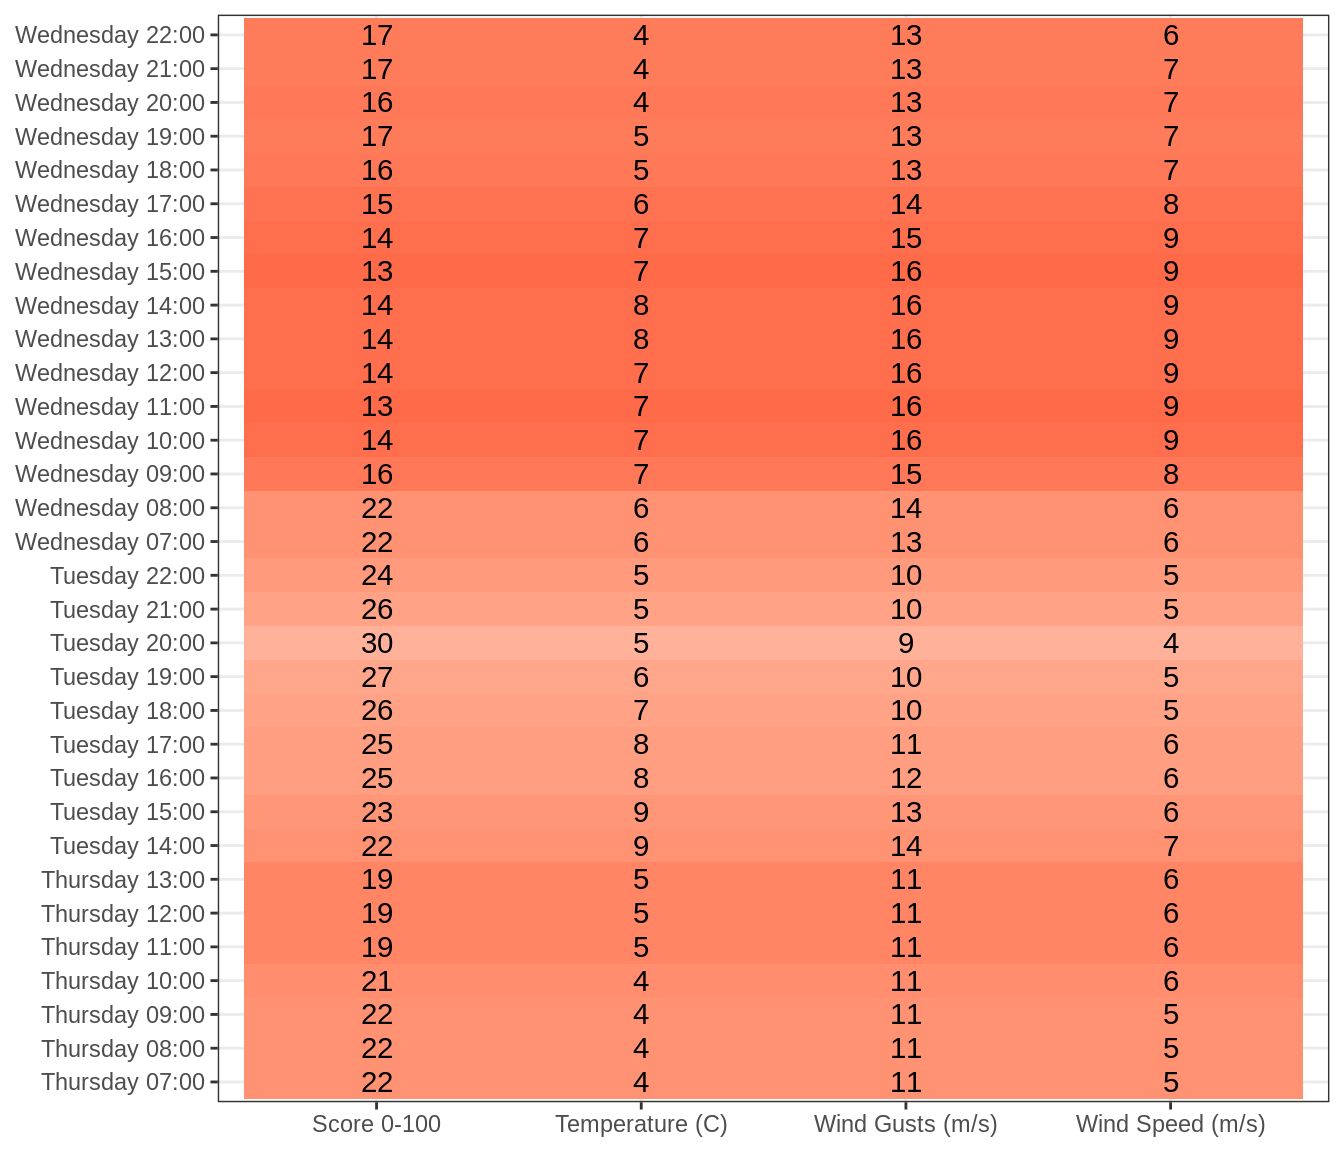 Wednesday 22:00 17 4 13 6
Wednesday 21:00 17 4 13 7
Wednesday 20:00 16 4 13 7
Wednesday 19:00 17 5 13 7
Wednesday 18:00 16 5 13 7
Wednesday 17:00 15 6 14 8
Wednesday 16:00 14 7 15 9
Wednesday 15:00 13 7 16 9
Wednesday 14:00 14 8 16 9
Wednesday 13:00 14 8 16 9
Wednesday 12:00 14 7 16 9
Wednesday 11:00 13 7 16 9
Wednesday 10:00 14 7 16 9
Wednesday 09:00 16 7 15 8
Wednesday 08:00 22 6 14 6
Wednesday 07:00 22 6 13 6
Tuesday 22:00 24 5 10 5
Tuesday 21:00 26 5 10 5
Tuesday 20:00 30 5 9 4
Tuesday 19:00 27 6 10 5
Tuesday 18:00 26 7 10 5
Tuesday 17:00 25 8 11 6
Tuesday 16:00 25 8 12 6
Tuesday 15:00 23 9 13 6
Tuesday 14:00 22 9 14 7
Thursday 13:00 19 5 11 6
Thursday 12:00 19 5 11 6
Thursday 11:00 19 5 11 6
Thursday 10:00 21 4 11 6
Thursday 09:00 22 4 11 5
Thursday 08:00 22 4 11 5
Thursday 07:00 22 4 11 5
Score 0-100 Temperature (C) Wind Gusts (m/s) Wind Speed (m/s)